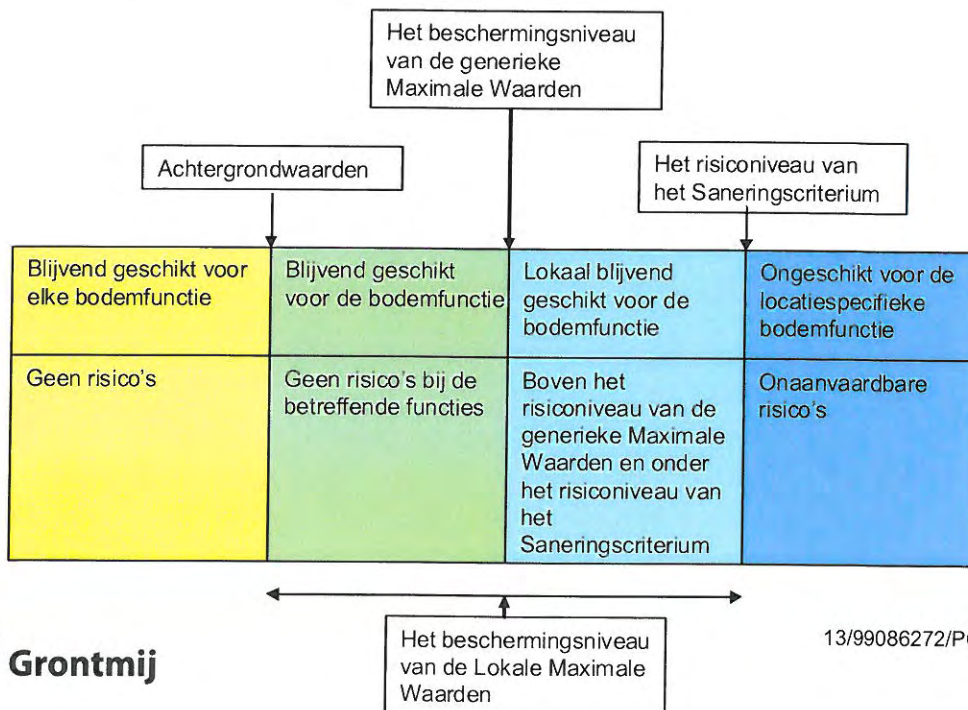 Het beschermingsniveau
van de generieke
Maximale Waarden
Achtergrondwaarden
Het risiconiveau van
het Saneringscriterium
Blijvend geschikt voor
elke bodemfunctie
Blijvend geschikt
voor de bodemfunctie
Lokaal blijvend
geschikt voor de
bodemfunctie
Ongeschikt voor de
locatiespecifieke
bodemfunctie
Geen risico's
Geen risico's bij de
betreffende functies
Boven het
risiconiveau van de
generieke Maximale
Waarden en onder
het risiconiveau van
het
Saneringscriterium
Onaanvaardbare
risico's
Het beschermingsniveau
van de Lokale Maximale
Waarden
Grontmij
13/99086272/P